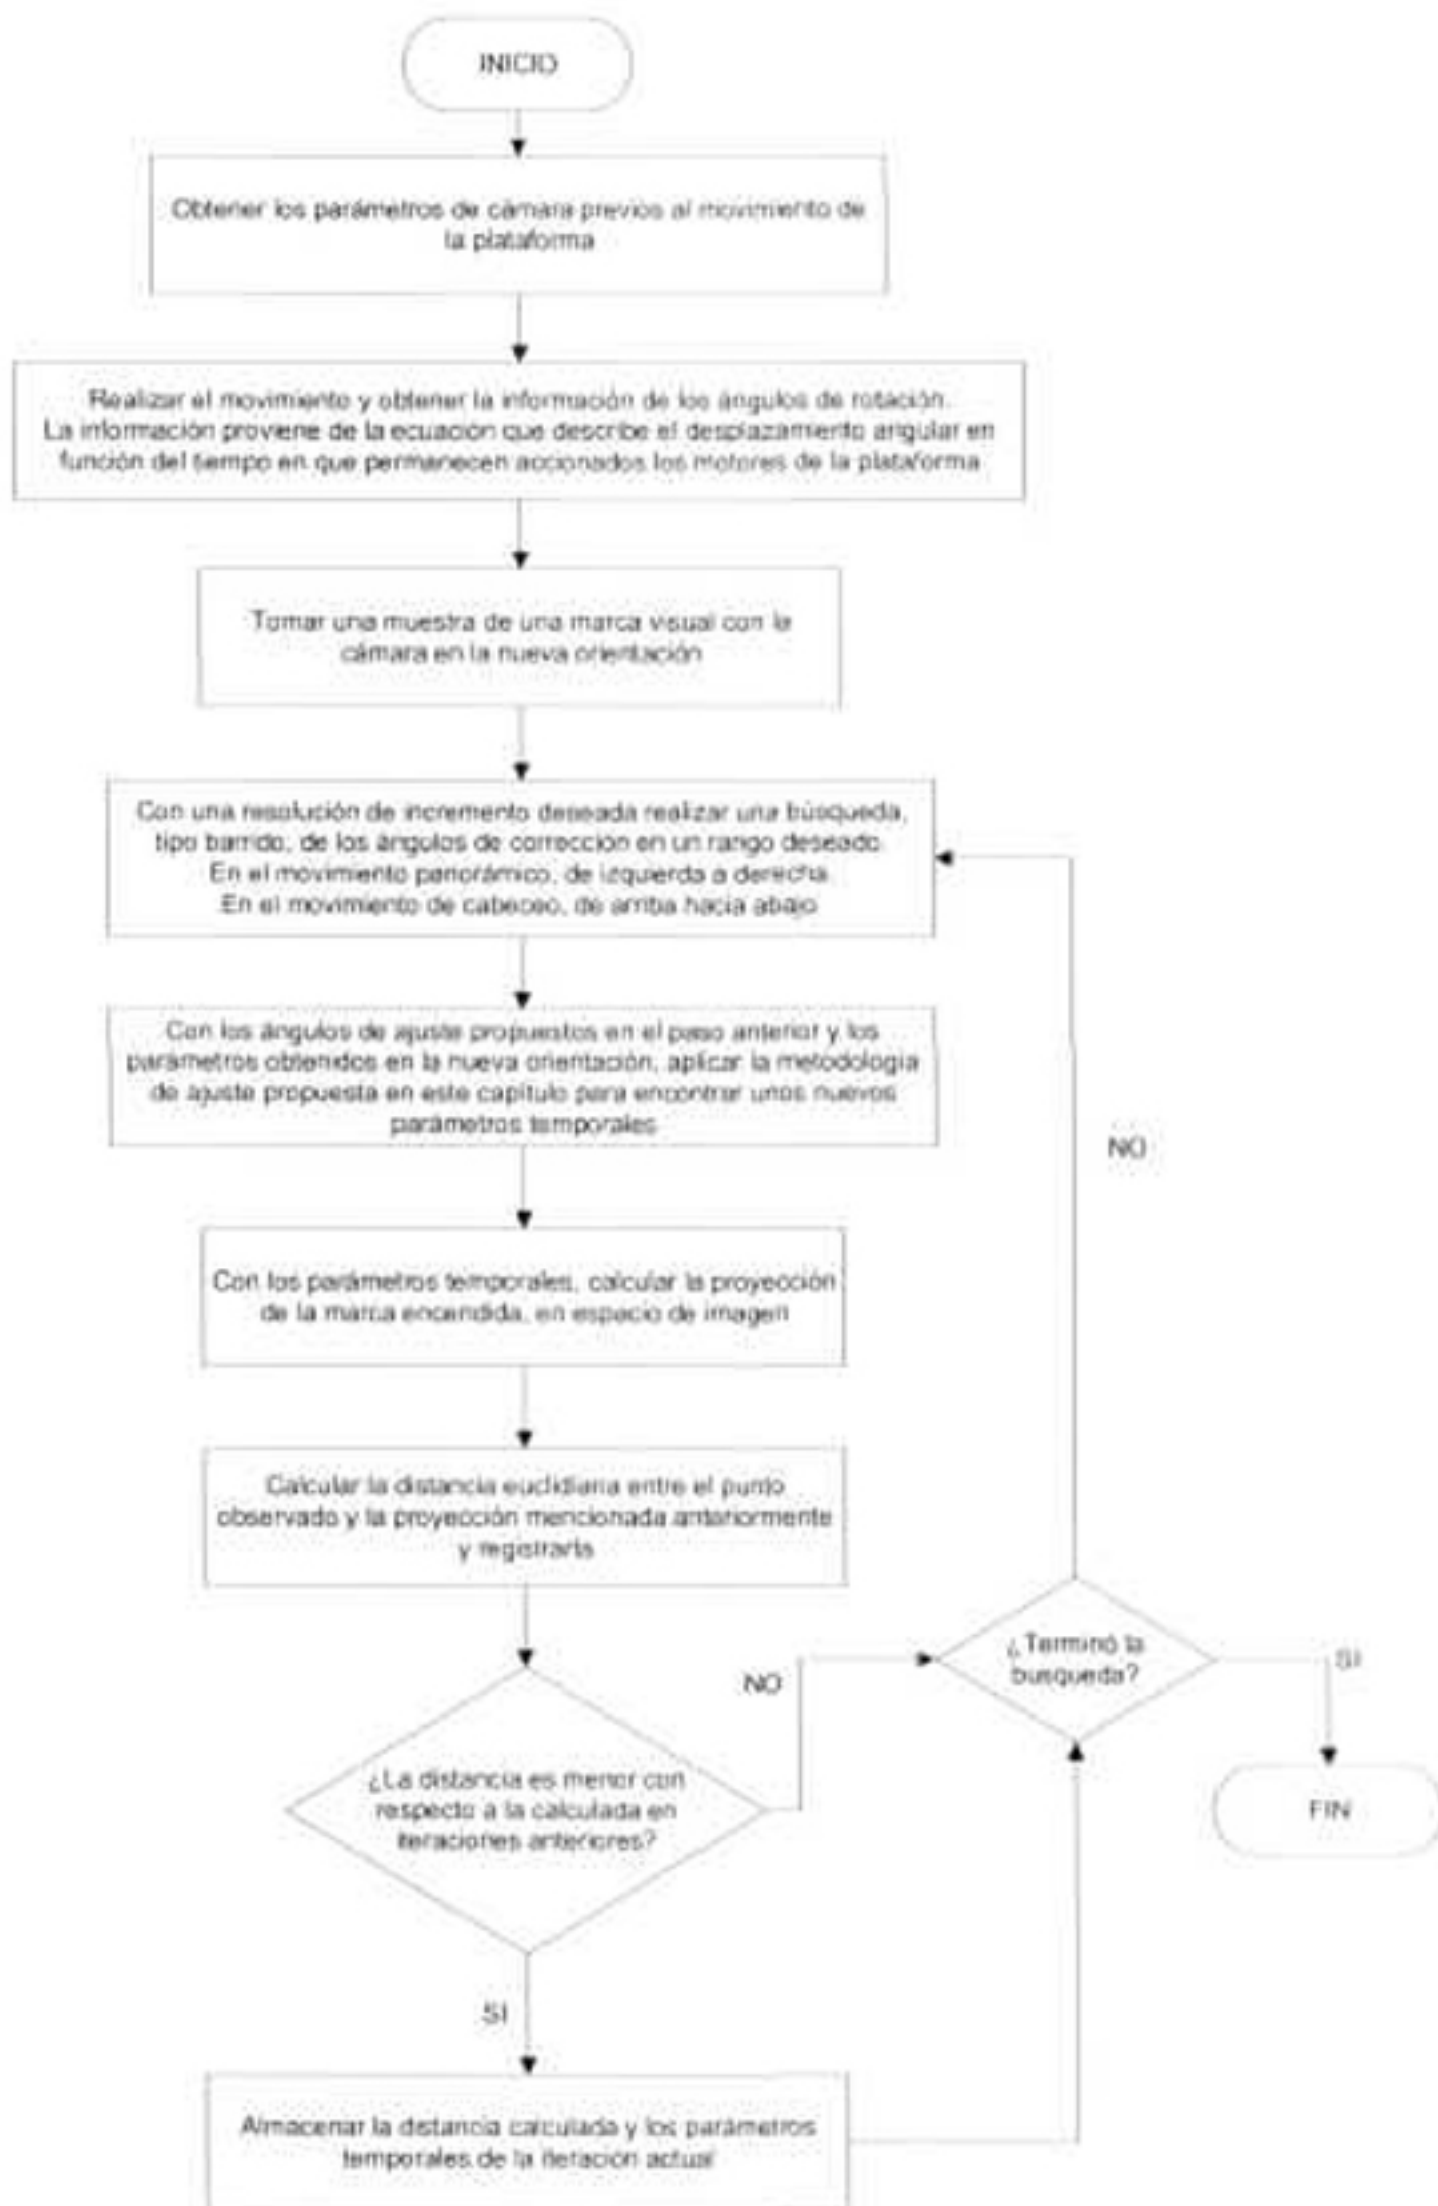 INICIO
Obtener los parámetros de cámara previos al movimiento de
la plataforma
Realizar el movimiento y obtener la información de los ángulos de rotación.
La información proviene de la ecuación que describe el desplazamiento angular en
función del tiempo en que permanecen accionados los motores de la plataforma
Tomar una muestra de una marca visual con la
cámara en la nueva orientación
Con una resolución de incremento deseada realizar una búsqueda,
tipo barrido, de los ángulos de corrección en un rango deseado.
En el movimiento panorámico, de izquierda a derecha.
En el movimiento de cabeceo, de arriba hacia abajo
Con los ángulos de ajuste propuestos en el paso anterior y los
parámetros obtenidos en la nueva orientación, aplicar la metodología
de ajuste propuesta en este capítulo para encontrar unos nuevos
parámetros temporales
NO
Con los parámetros temporales, calcular la proyección
de la marca encendida, en espacio de imagen
Calcular la distancia euclidiana entre el punto
observado y la proyección mencionada anteriormente
y registrarla
¿Terminó la
busqueda?
SI
NO
¿La distancia es menor con
respecto a la calculada en
iteraciones anteriores?
FIN
SI
Almacenar la distancia calculada y los parámetros
temporales de la iteración actual